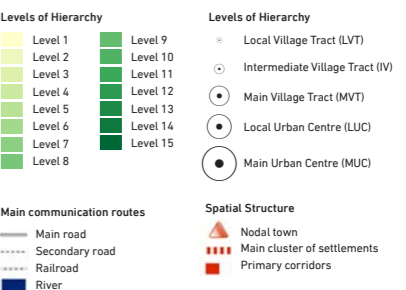 Levels of Hierarchy
Level 1
Level 2
Level 3
Level 4
Level 5
Level 6
Level 7
Level 8
Level 9
Level 10
Level 11
Level 12
Level 13
Level 14
Level 15
Levels of Hierarchy
Local Village Tract (LVT)
Intermediate Village Tract (IV)
Main Village Tract (MVT)
Local Urban Centre (LUC)
Main Urban Centre (MUC)
Main communication routes
Main road
Secondary road
Railroad
River
Spatial Structure
Nodal town
Main cluster of settlements
Primary corridors